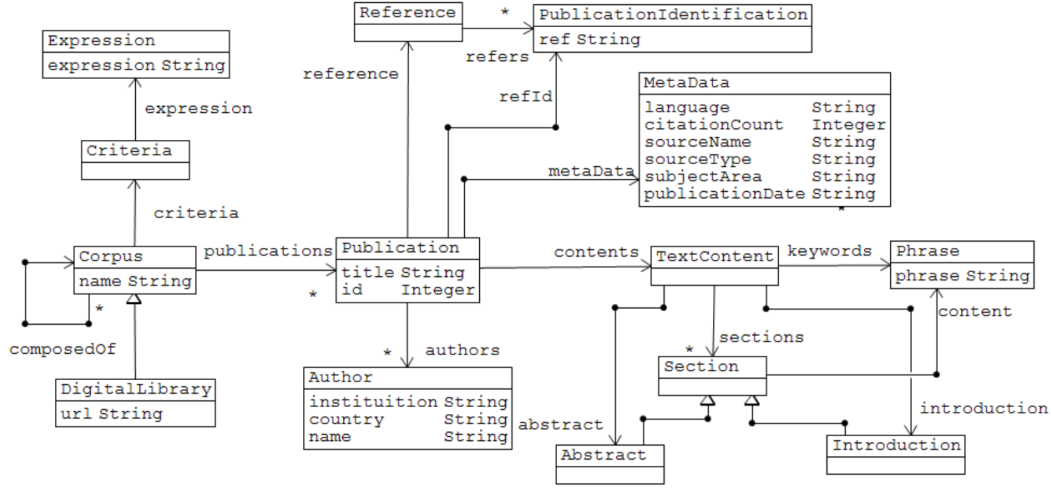 Reference
*
PublicationIdentification
ref String
refers
Expression
expression String
reference
refId
expression
MetaData
language String
citationCount Integer
sourceName String
sourceType String
subjectArea String
publicationDate String
*
metaData
Criteria
criteria
Corpus
name String
*
composedOf
publications
*
Publication
title String
id Integer
contents
TextContent
keywords
Phrase
phrase String
content
DigitalLibrary
url String
* authors
Author
instituition String
country String
name String
sections
*
Section
abstract
introduction
Abstract
Introduction